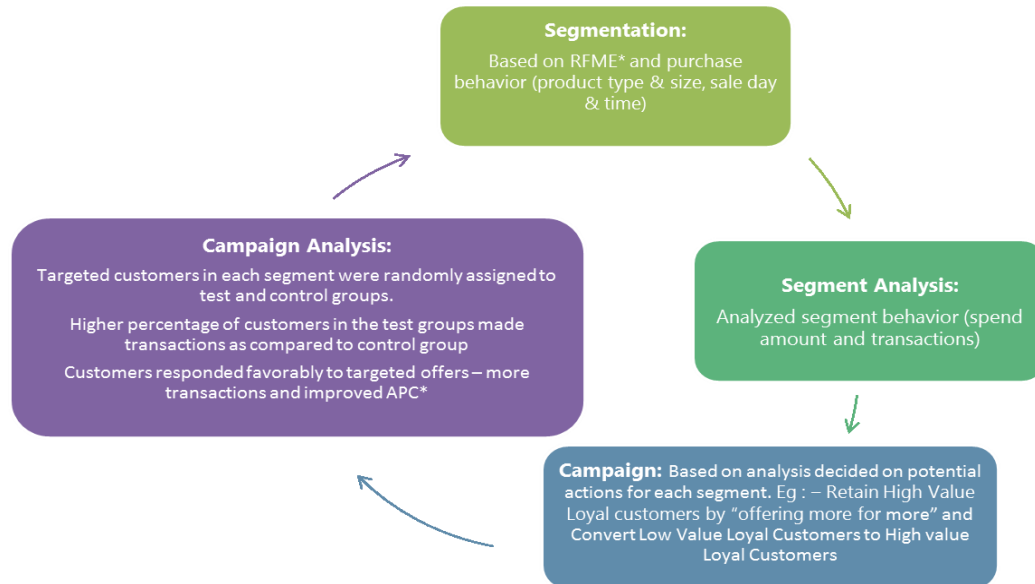 Segmentation:
Based on RFME* and purchase
behavior (product type & size, sale day
& time)
Campaign Analysis:
Targeted customers in each segment were randomly assigned to
test and control groups.
Higher percentage of customers in the test groups made
transactions as compared to control group
Customers responded favorably to targeted offers – more
transactions and improved APC*
Segment Analysis:
Analyzed segment behavior (spend
amount and transactions)
Campaign: Based on analysis decided on potential
actions for each segment. Eg : – Retain High Value
Loyal customers by “offering more for more” and
Convert Low Value Loyal Customers to High value
Loyal Customers